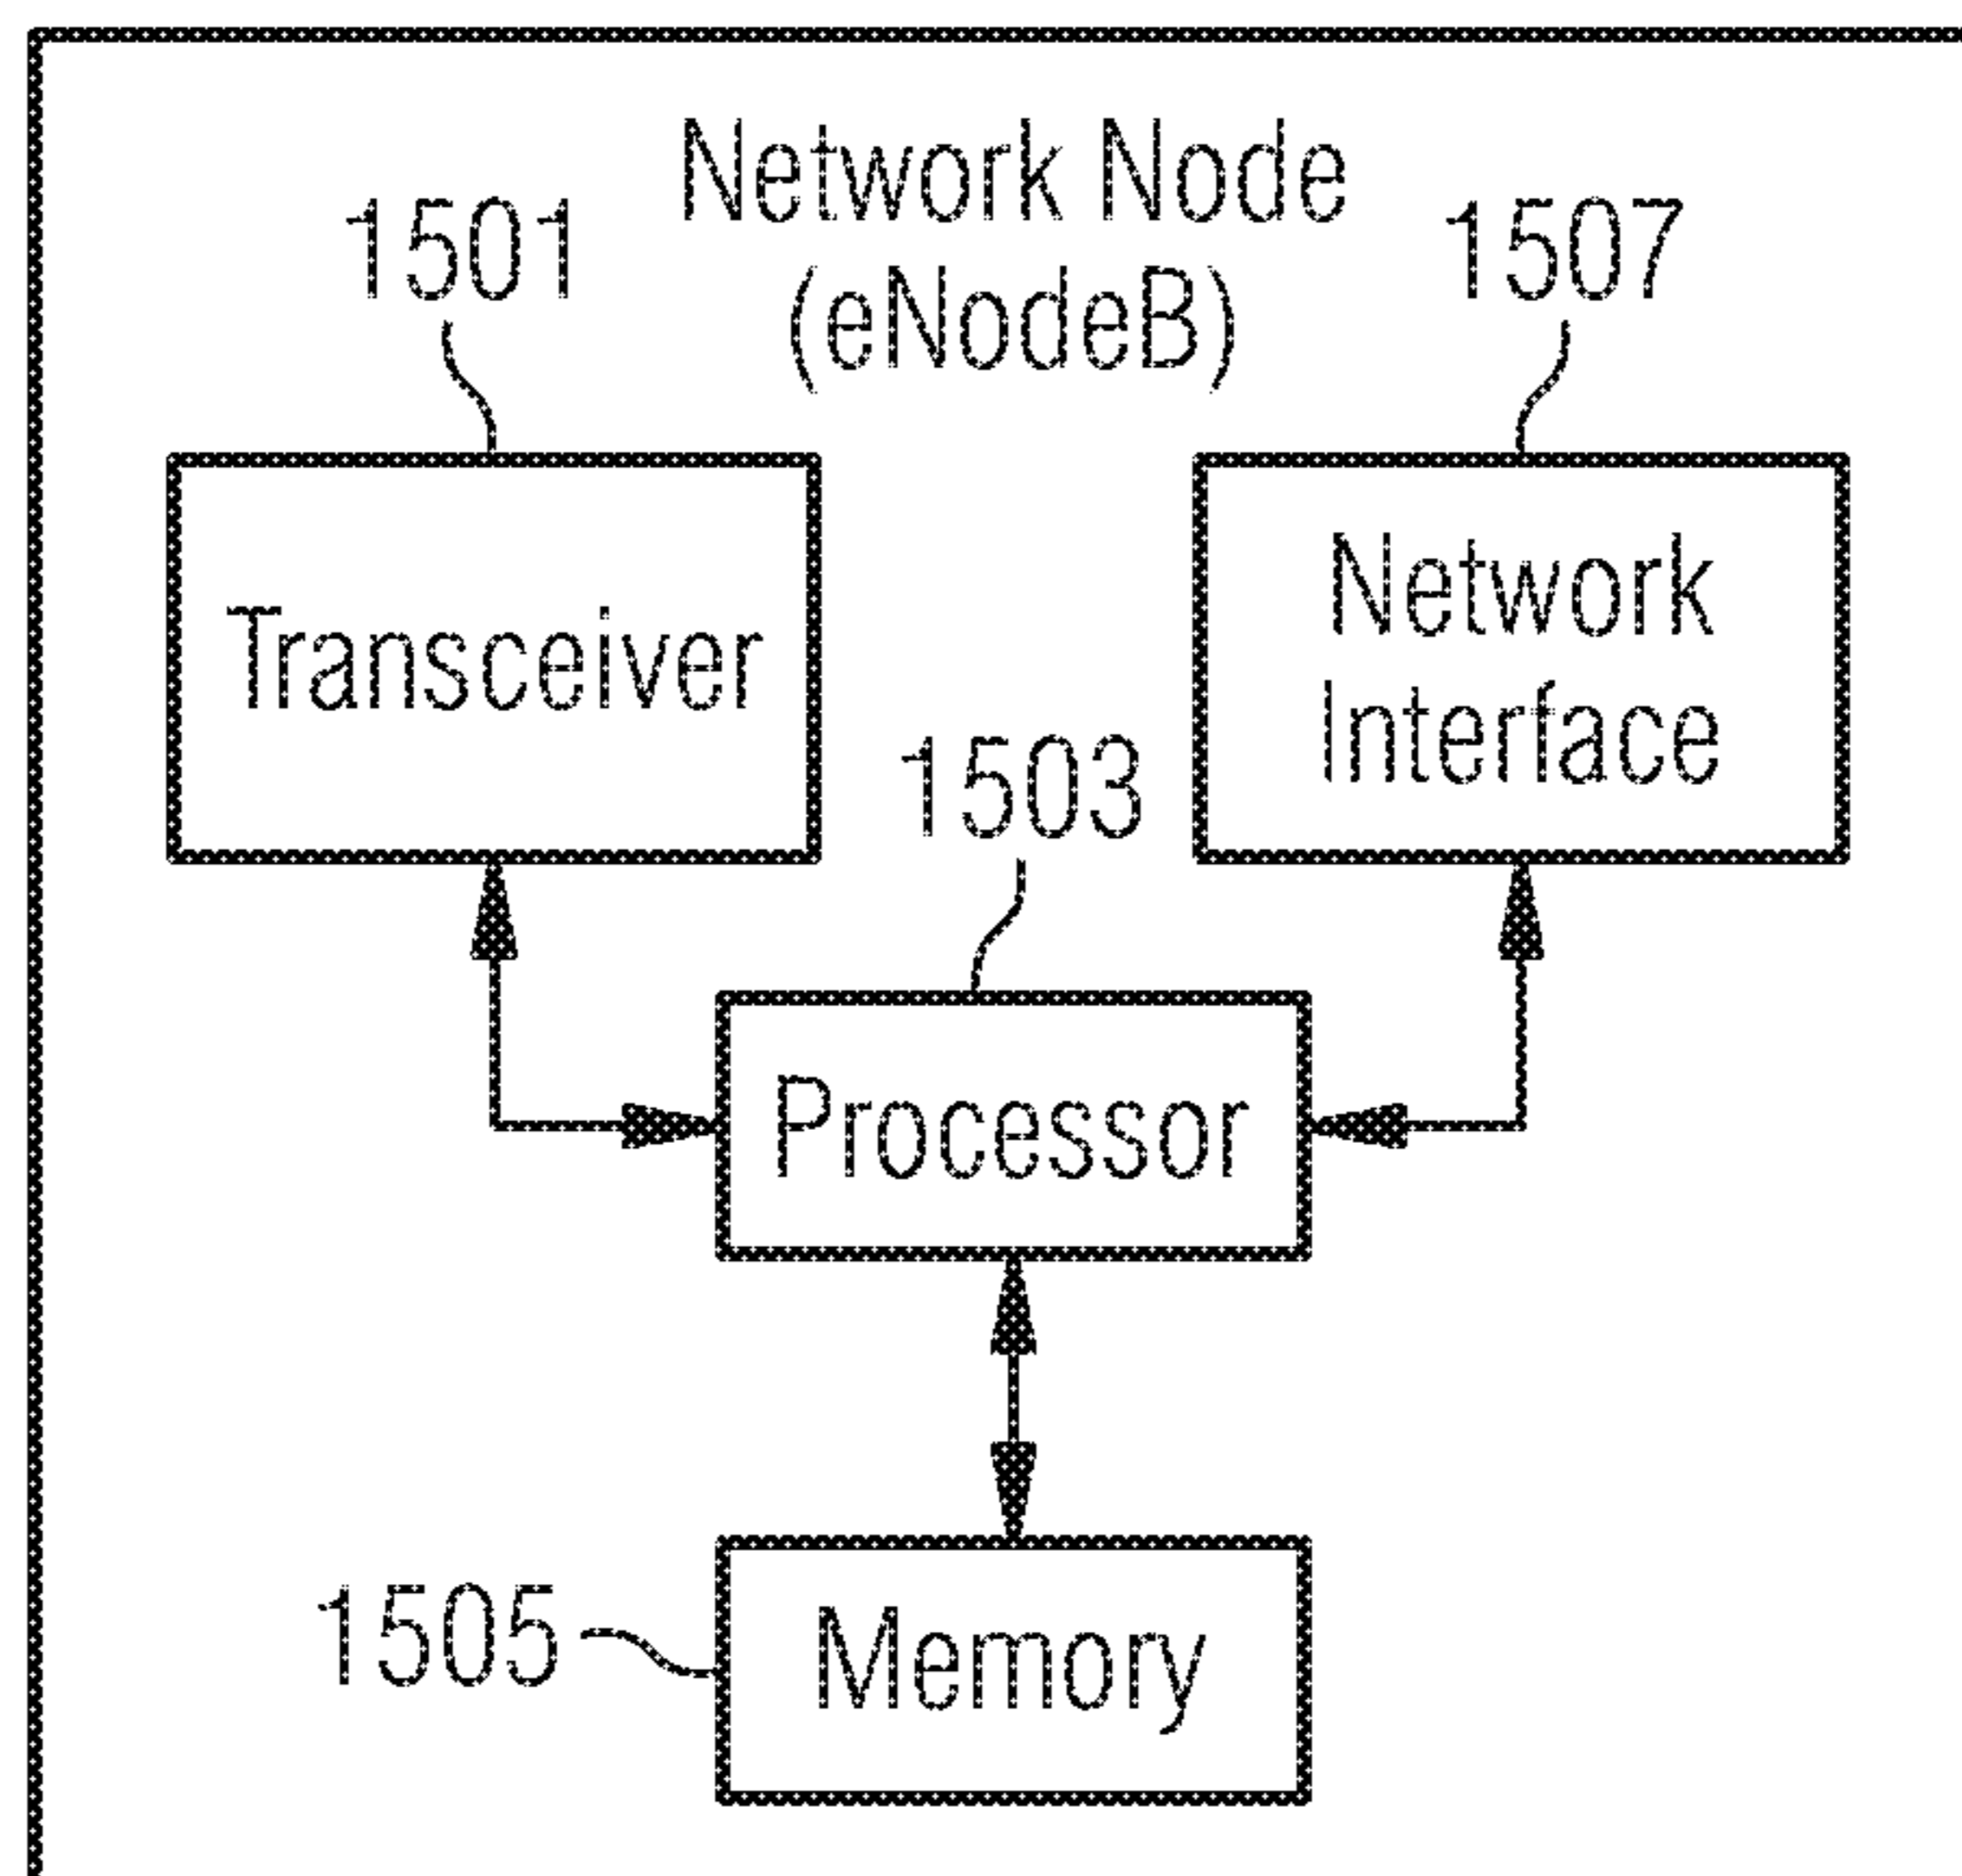 Network Node
(eNodeB)
1501
1507
Transceiver
Network
Interface
1503
Processor
1505
Memory